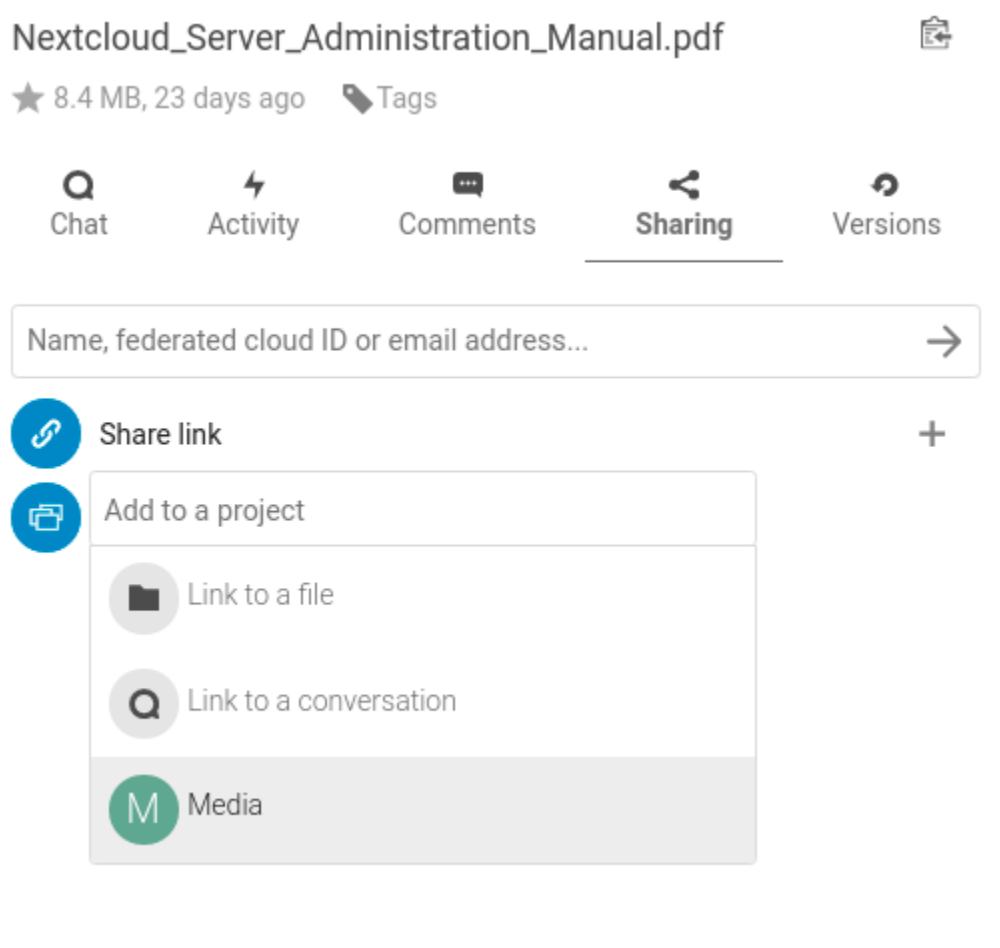 Nextcloud_Server_Administration_Manual.pdf
8.4 MB, 23 days ago Tags
Chat Activity Comments Sharing Versions
Name, federated cloud ID or email address...
Share link
Add to a project
Link to a file
Link to a conversation
M Media